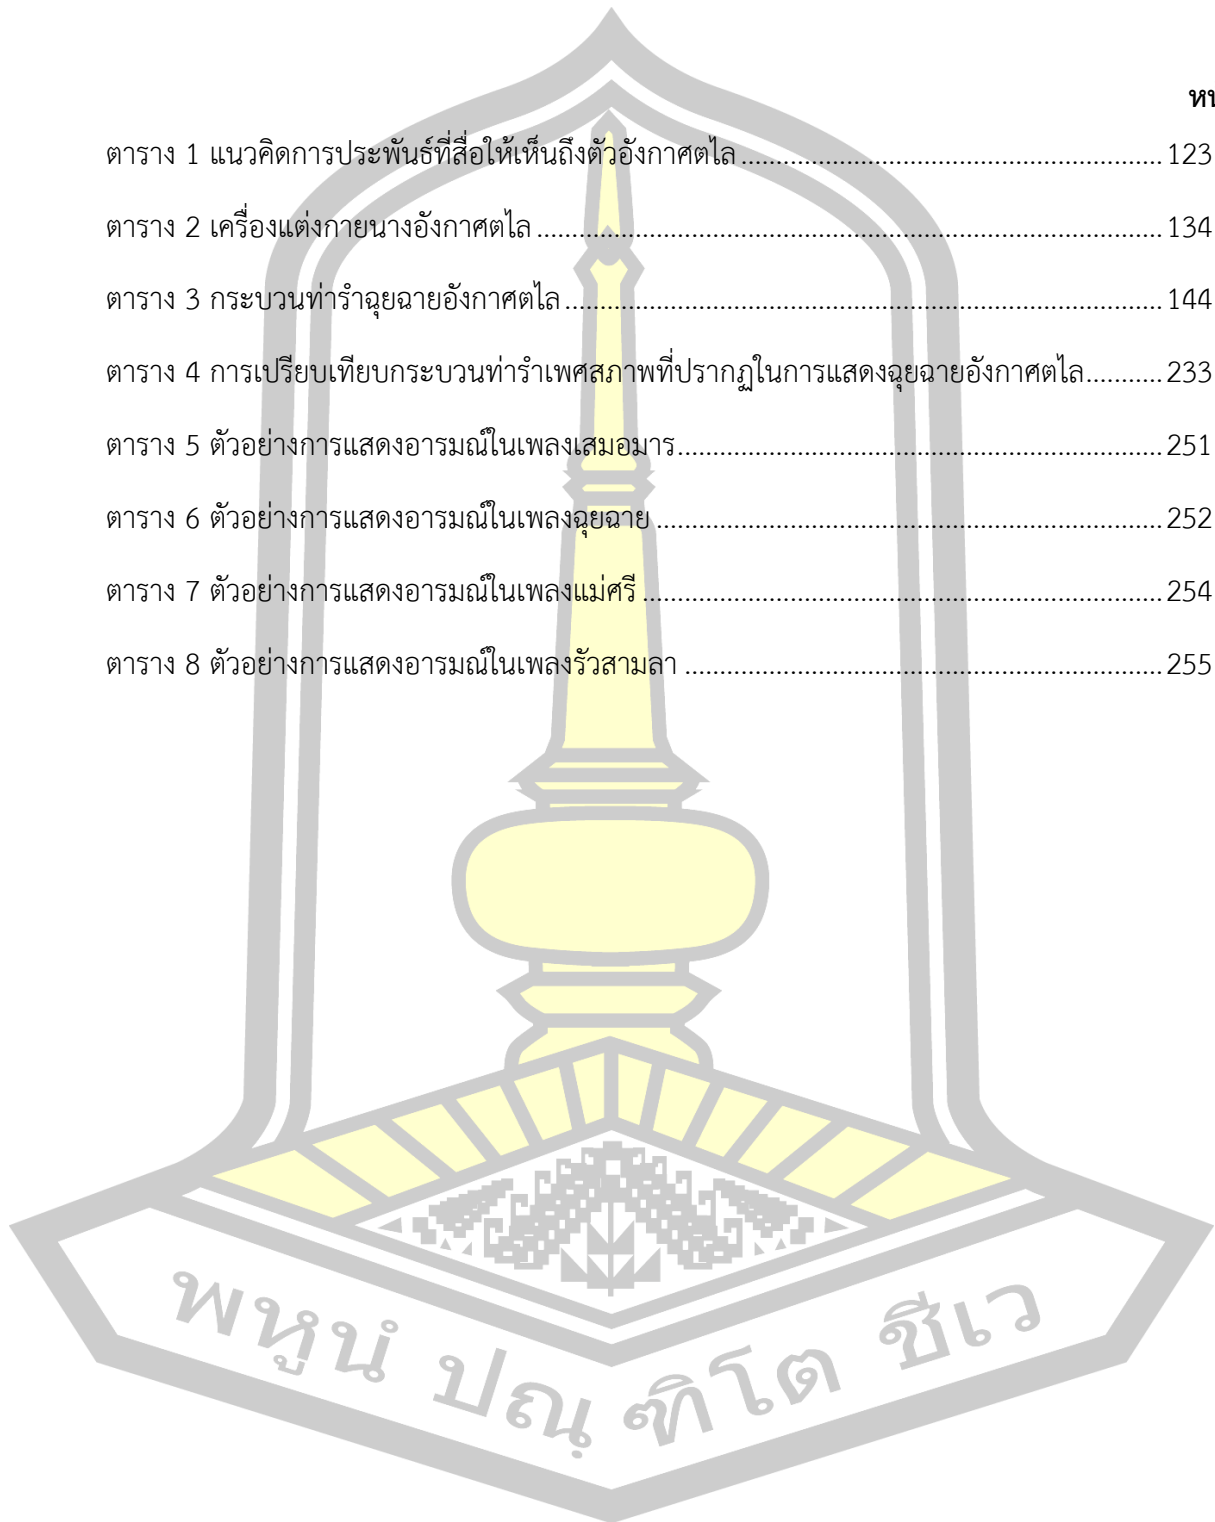 ตาราง 1 แนวคิดการประพันธ์ที่สื่อให้เห็นถึงตัวอังกาศตไล ........................................................ 123
ตาราง 2 เครื่องแต่งกายนางอังกาศตไล ........................................................ 134
ตาราง 3 กระบวนท่ารำฉุยฉายอังกาศตไล ........................................................ 144
ตาราง 4 การเปรียบเทียบกระบวนท่ารำเพศสภาพที่ปรากฏในการแสดงฉุยฉายอังกาศตไล........... 233
ตาราง 5 ตัวอย่างการแสดงอารมณ์ในเพลงเสมอมาร........................................................ 251
ตาราง 6 ตัวอย่างการแสดงอารมณ์ในเพลงฉุยฉาย ........................................................ 252
ตาราง 7 ตัวอย่างการแสดงอารมณ์ในเพลงแม่ศรี ........................................................ 254
ตาราง 8 ตัวอย่างการแสดงอารมณ์ในเพลงรัวสามลา ........................................................ 255
พหูนํ ปณฺฑิโต ชีเว